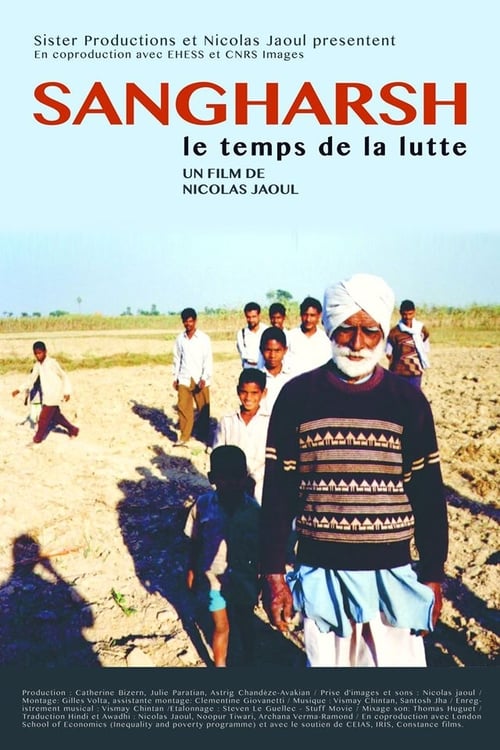 Sister Productions et Nicolas Jaoul presentent
En coproduction avec EHESS et CNRS Images
SANGHARSH
le temps de la lutte
UN FILM DE
NICOLAS JAOUL
Production : Catherine Bizern, Julie Paratian, Astrig Chandèze-Avakian / Prise d'images et sons : Nicolas jaoul /
Montage: Gilles Volta, assistante montage: Clementine Giovanetti / Musique : Vismay Chintan, Santosh Jha / Enreg-
istrement musical : Vismay Chintan /Etalonnage : Steven Le Guellec - Stuff Movie / Mixage son: Thomas Huguet /
Traduction Hindi et Awadhi : Nicolas Jaoul, Noopur Tiwari, Archana Verma-Ramond / En coproduction avec London
School of Economics (Inequality and poverty programme) et avec le soutien de CEIAS, IRIS, Constance films.